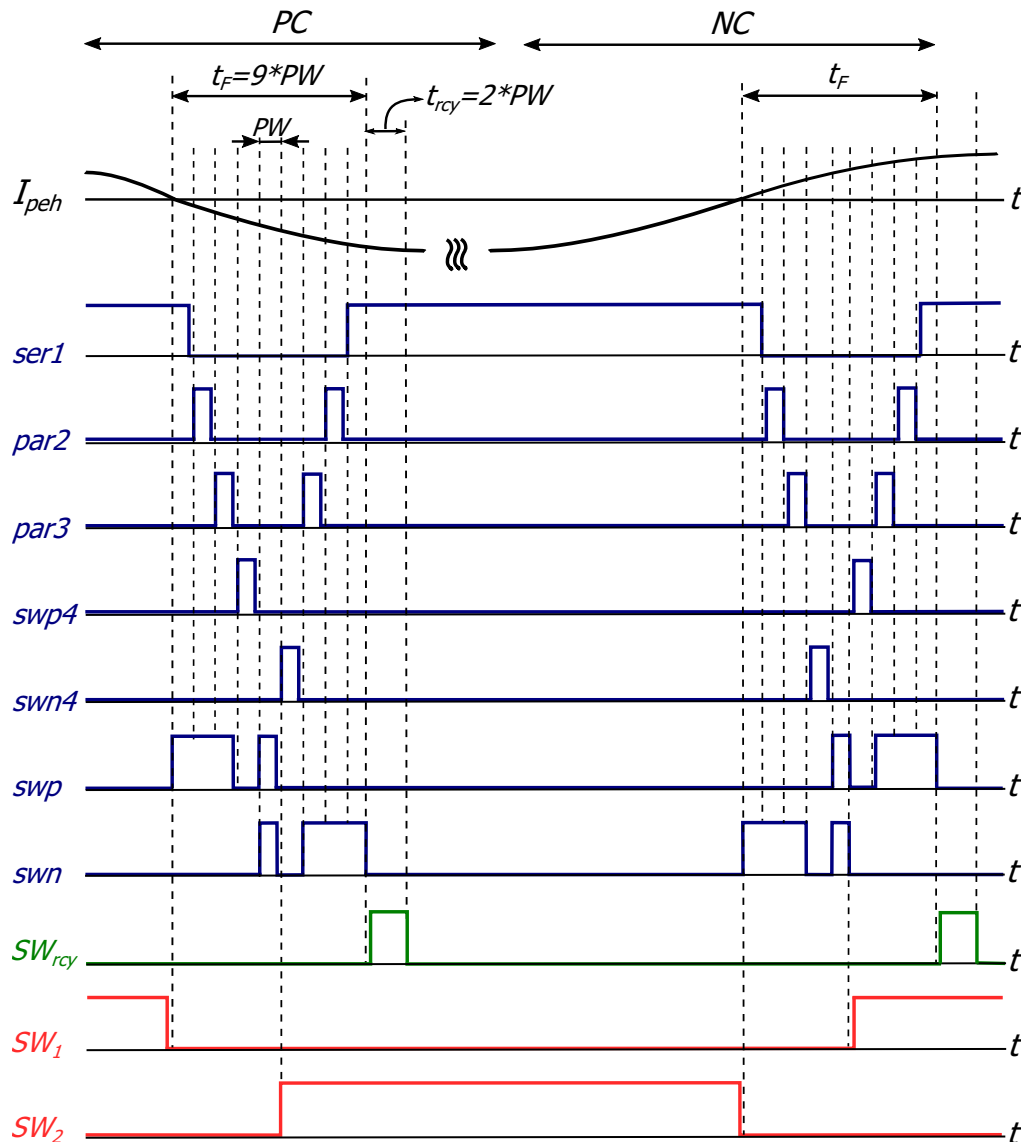 PC NC
t_F=9*PW t_F
t_rcy=2*PW
PW
I_peh t
ser1 t
par2 t
par3 t
swp4 t
swn4 t
swp t
swn t
SW_rcy t
SW_1 t
SW_2 t